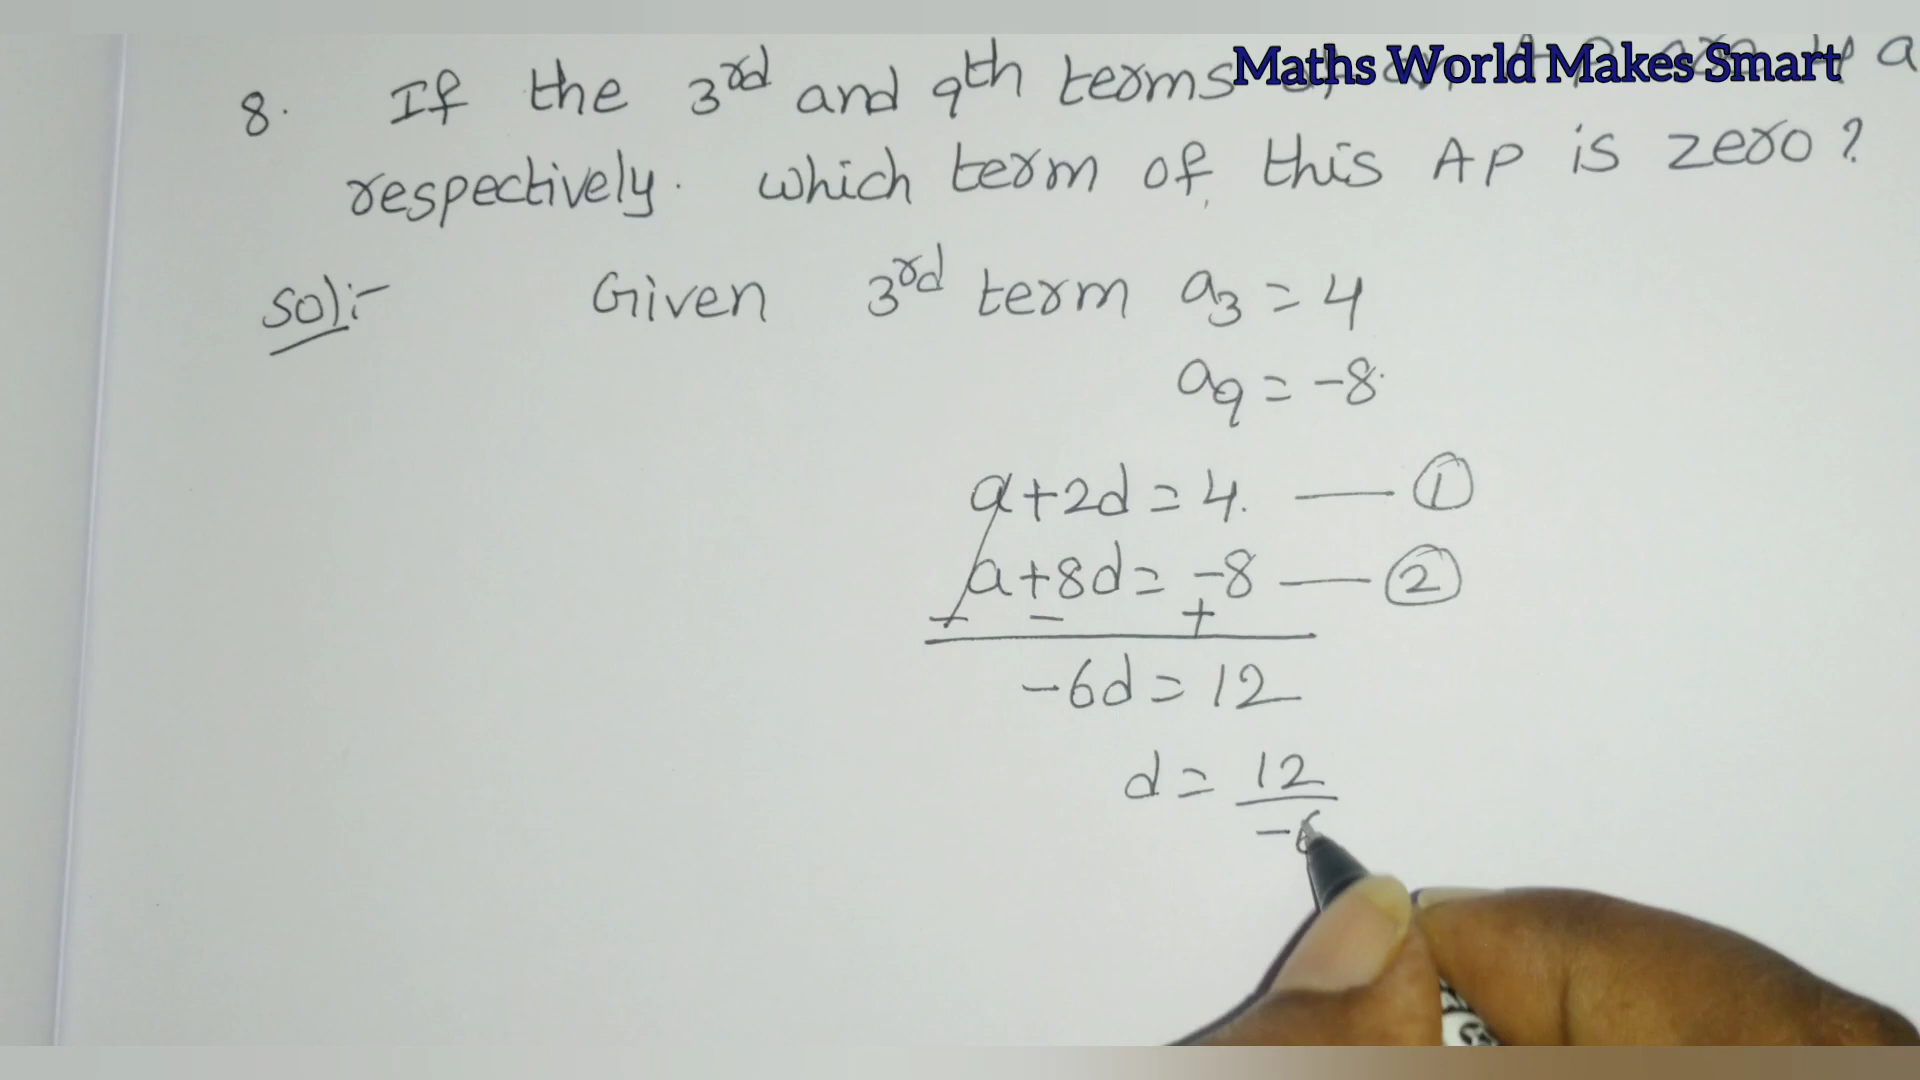 Maths World Makes Smart
8. If the 3rd and 9th terms a
respectively. which term of this AP is zero?
Sol:- Given 3rd term a₃ = 4
a₉ = -8.
a+2d = 4. —— ①
a+8d = -8 —— ②
- - +
-6d = 12
d = 12
-6